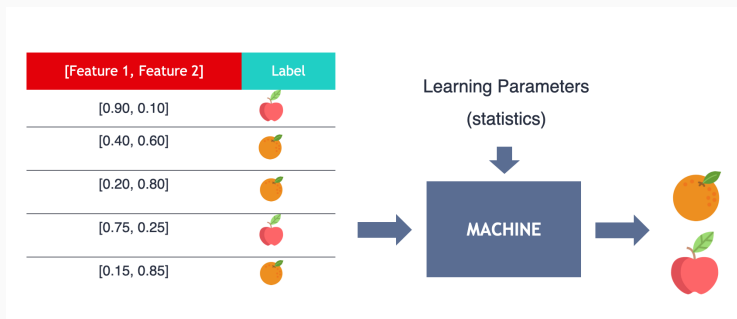 [Feature 1, Feature 2] Label
[0.90, 0.10]
[0.40, 0.60]
[0.20, 0.80]
[0.75, 0.25]
[0.15, 0.85]
Learning Parameters
(statistics)
MACHINE